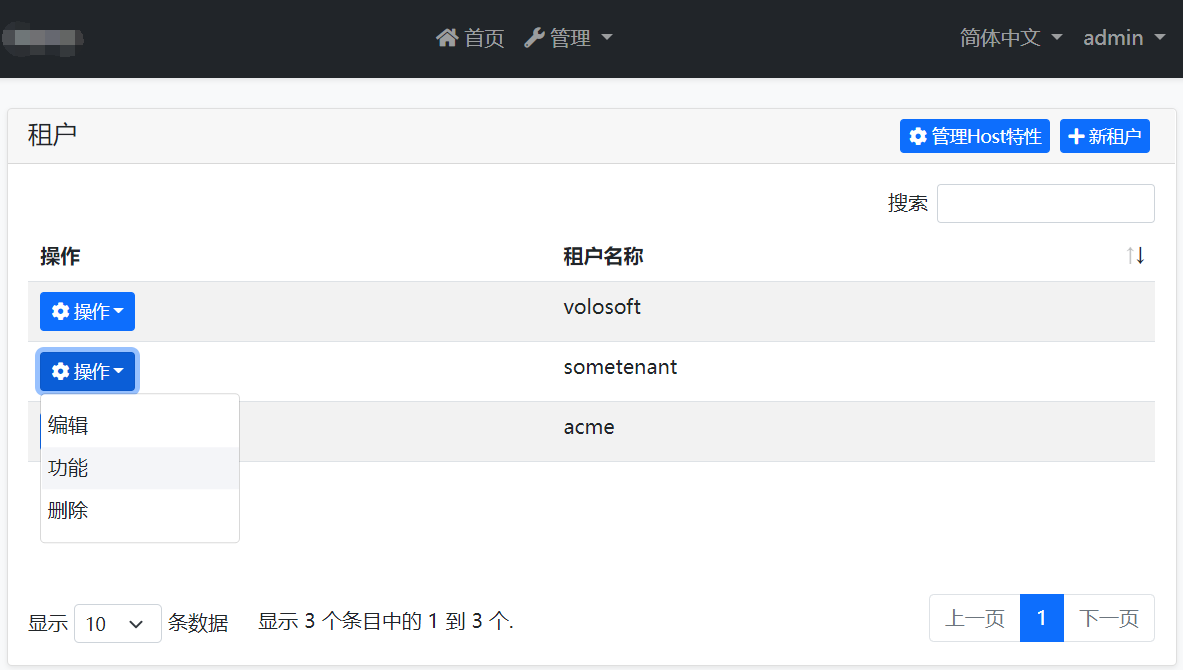 首页 管理 简体中文 admin
租户 管理Host特性 新租户
搜索
操作 租户名称
操作 volosoft
操作 sometenant
acme
编辑
功能
删除
显示 10 条数据 显示 3 个条目中的 1 到 3 个. 上一页 1 下一页